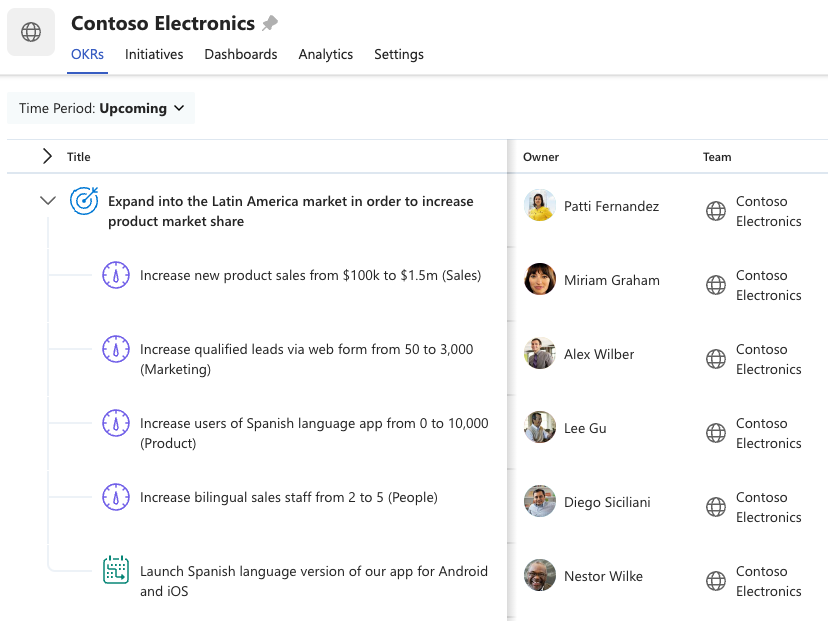 Contoso Electronics
OKRs Initiatives Dashboards Analytics Settings
Time Period: Upcoming
Title Owner Team
Expand into the Latin America market in order to increase
product market share
Patti Fernandez
Contoso
Electronics
Increase new product sales from $100k to $1.5m (Sales)
Miriam Graham
Contoso
Electronics
Increase qualified leads via web form from 50 to 3,000
(Marketing)
Alex Wilber
Contoso
Electronics
Increase users of Spanish language app from 0 to 10,000
(Product)
Lee Gu
Contoso
Electronics
Increase bilingual sales staff from 2 to 5 (People)
Diego Siciliani
Contoso
Electronics
Launch Spanish language version of our app for Android
and iOS
Nestor Wilke
Contoso
Electronics